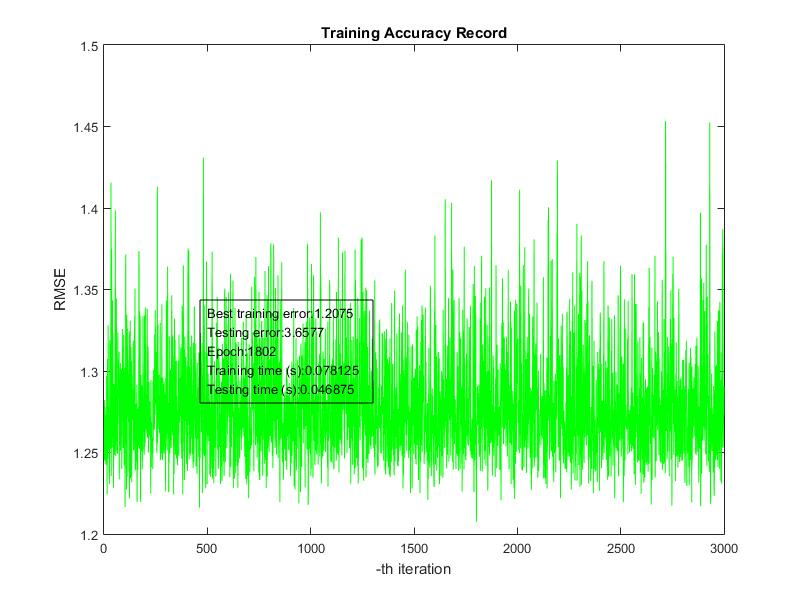 Training Accuracy Record
1.5
1.45
1.4
1.35
1.3
1.25
1.2
RMSE
Best training error:1.2075
Testing error:3.6577
Epoch:1802
Training time (s):0.078125
Testing time (s):0.046875
0 500 1000 1500 2000 2500 3000
-th iteration